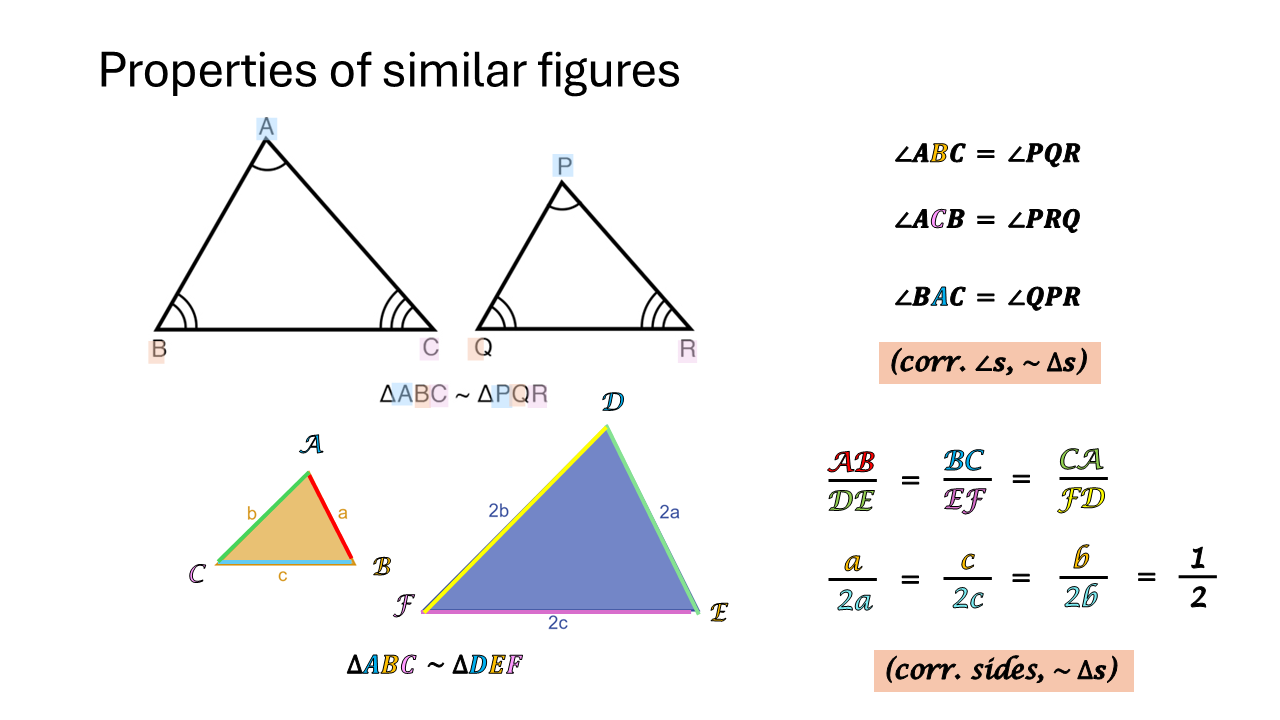 Properties of similar figures
A
P
B
C
Q
R
ΔABC ~ ΔPQR
∠ABC = ∠PQR
∠ACB = ∠PRQ
∠BAC = ∠QPR
(corr. ∠s, ~ Δs)
A
b
a
C
B
c
D
2b
2a
F
E
2c
ΔABC ~ ΔDEF
AB/DE = BC/EF = CA/FD
a/2a = c/2c = b/2b = 1/2
(corr. sides, ~ Δs)